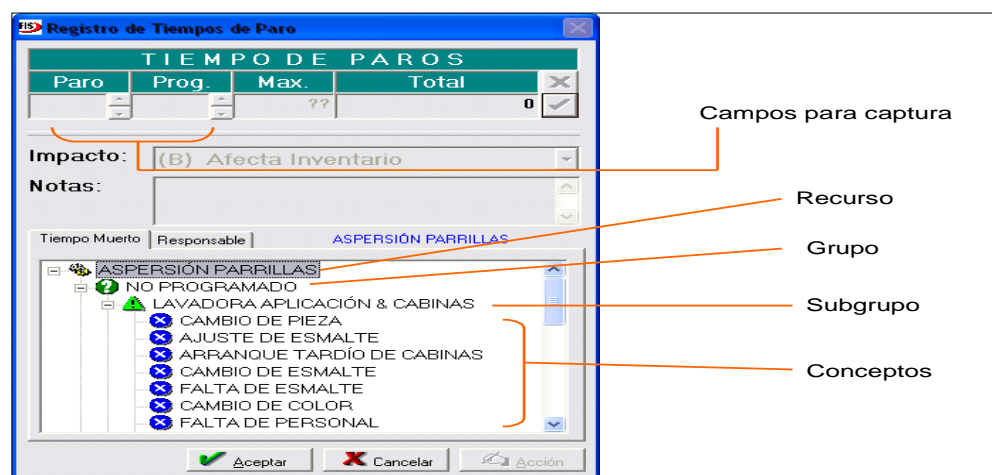 FIS Registro de Tiempos de Paro
TIEMPO DE PAROS
Paro Prog. Max. Total
?? 0
Campos para captura
Impacto: (B) Afecta Inventario
Notas:
Recurso
Tiempo Muerto Responsable ASPERSIÓN PARRILLAS
Grupo
ASPERSIÓN PARRILLAS
NO PROGRAMADO
LAVADORA APLICACIÓN & CABINAS
Subgrupo
CAMBIO DE PIEZA
AJUSTE DE ESMALTE
ARRANQUE TARDÍO DE CABINAS
CAMBIO DE ESMALTE
Conceptos
FALTA DE ESMALTE
CAMBIO DE COLOR
FALTA DE PERSONAL
Aceptar Cancelar Acción